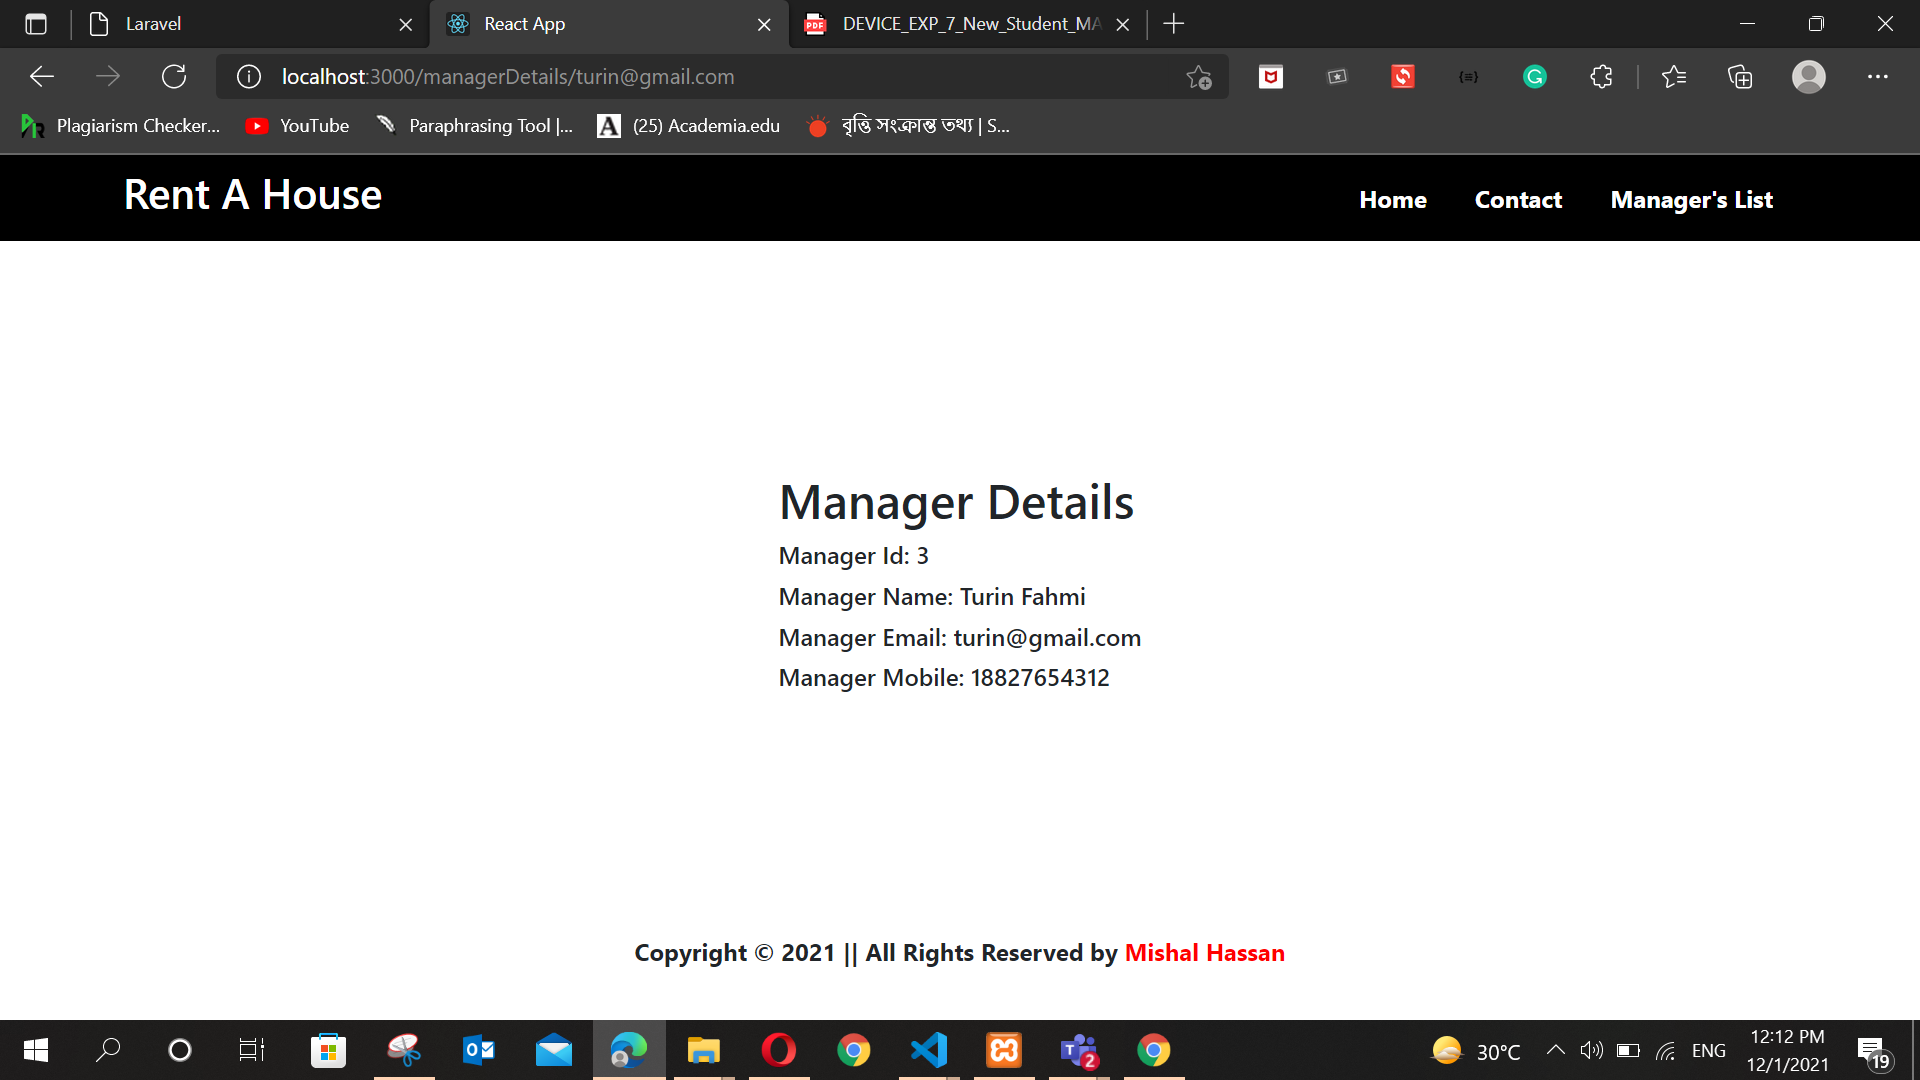 Laravel
React App
DEVICE_EXP_7_New_Student_MA
localhost:3000/managerDetails/turin@gmail.com
Plagiarism Checker...
YouTube
Paraphrasing Tool |...
(25) Academia.edu
বৃত্তি সংক্রান্ত তথ্য | S...
Rent A House
Home
Contact
Manager's List
Manager Details
Manager Id: 3
Manager Name: Turin Fahmi
Manager Email: turin@gmail.com
Manager Mobile: 18827654312
Copyright © 2021 || All Rights Reserved by Mishal Hassan
30°C
ENG
12:12 PM
12/1/2021
19
2